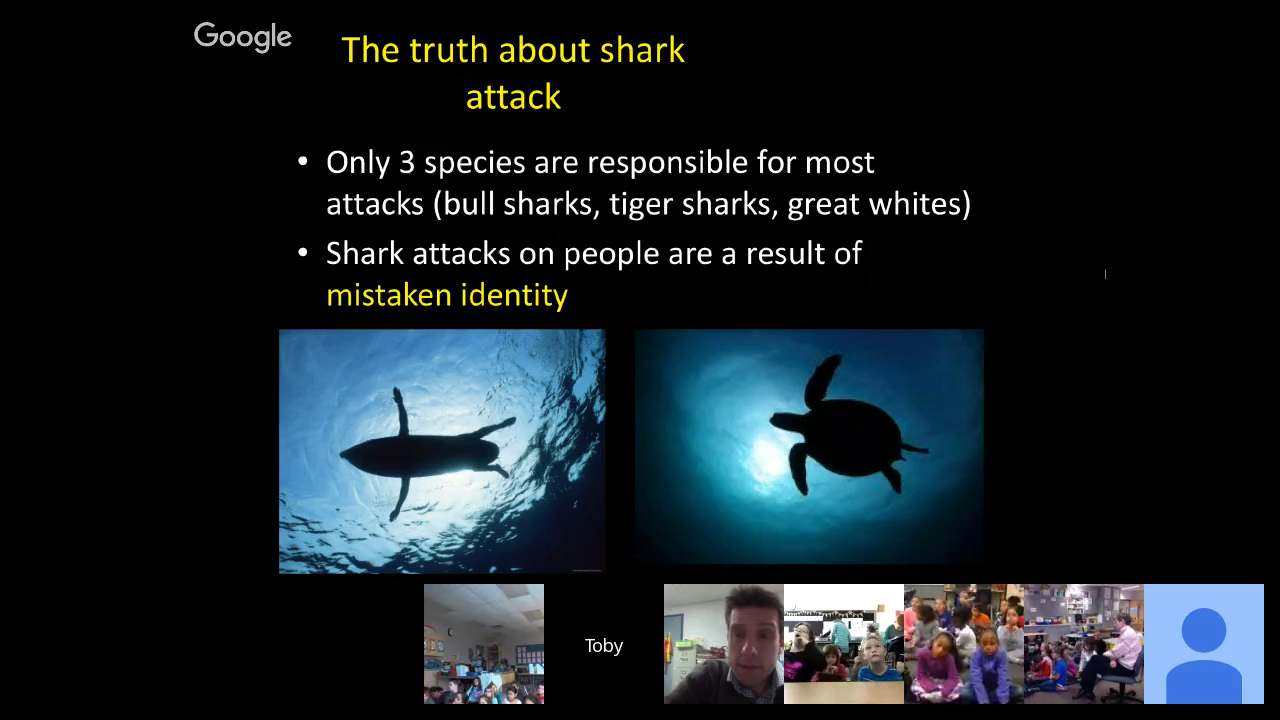 Google
The truth about shark
attack
• Only 3 species are responsible for most
attacks (bull sharks, tiger sharks, great whites)
• Shark attacks on people are a result of
mistaken identity
Toby